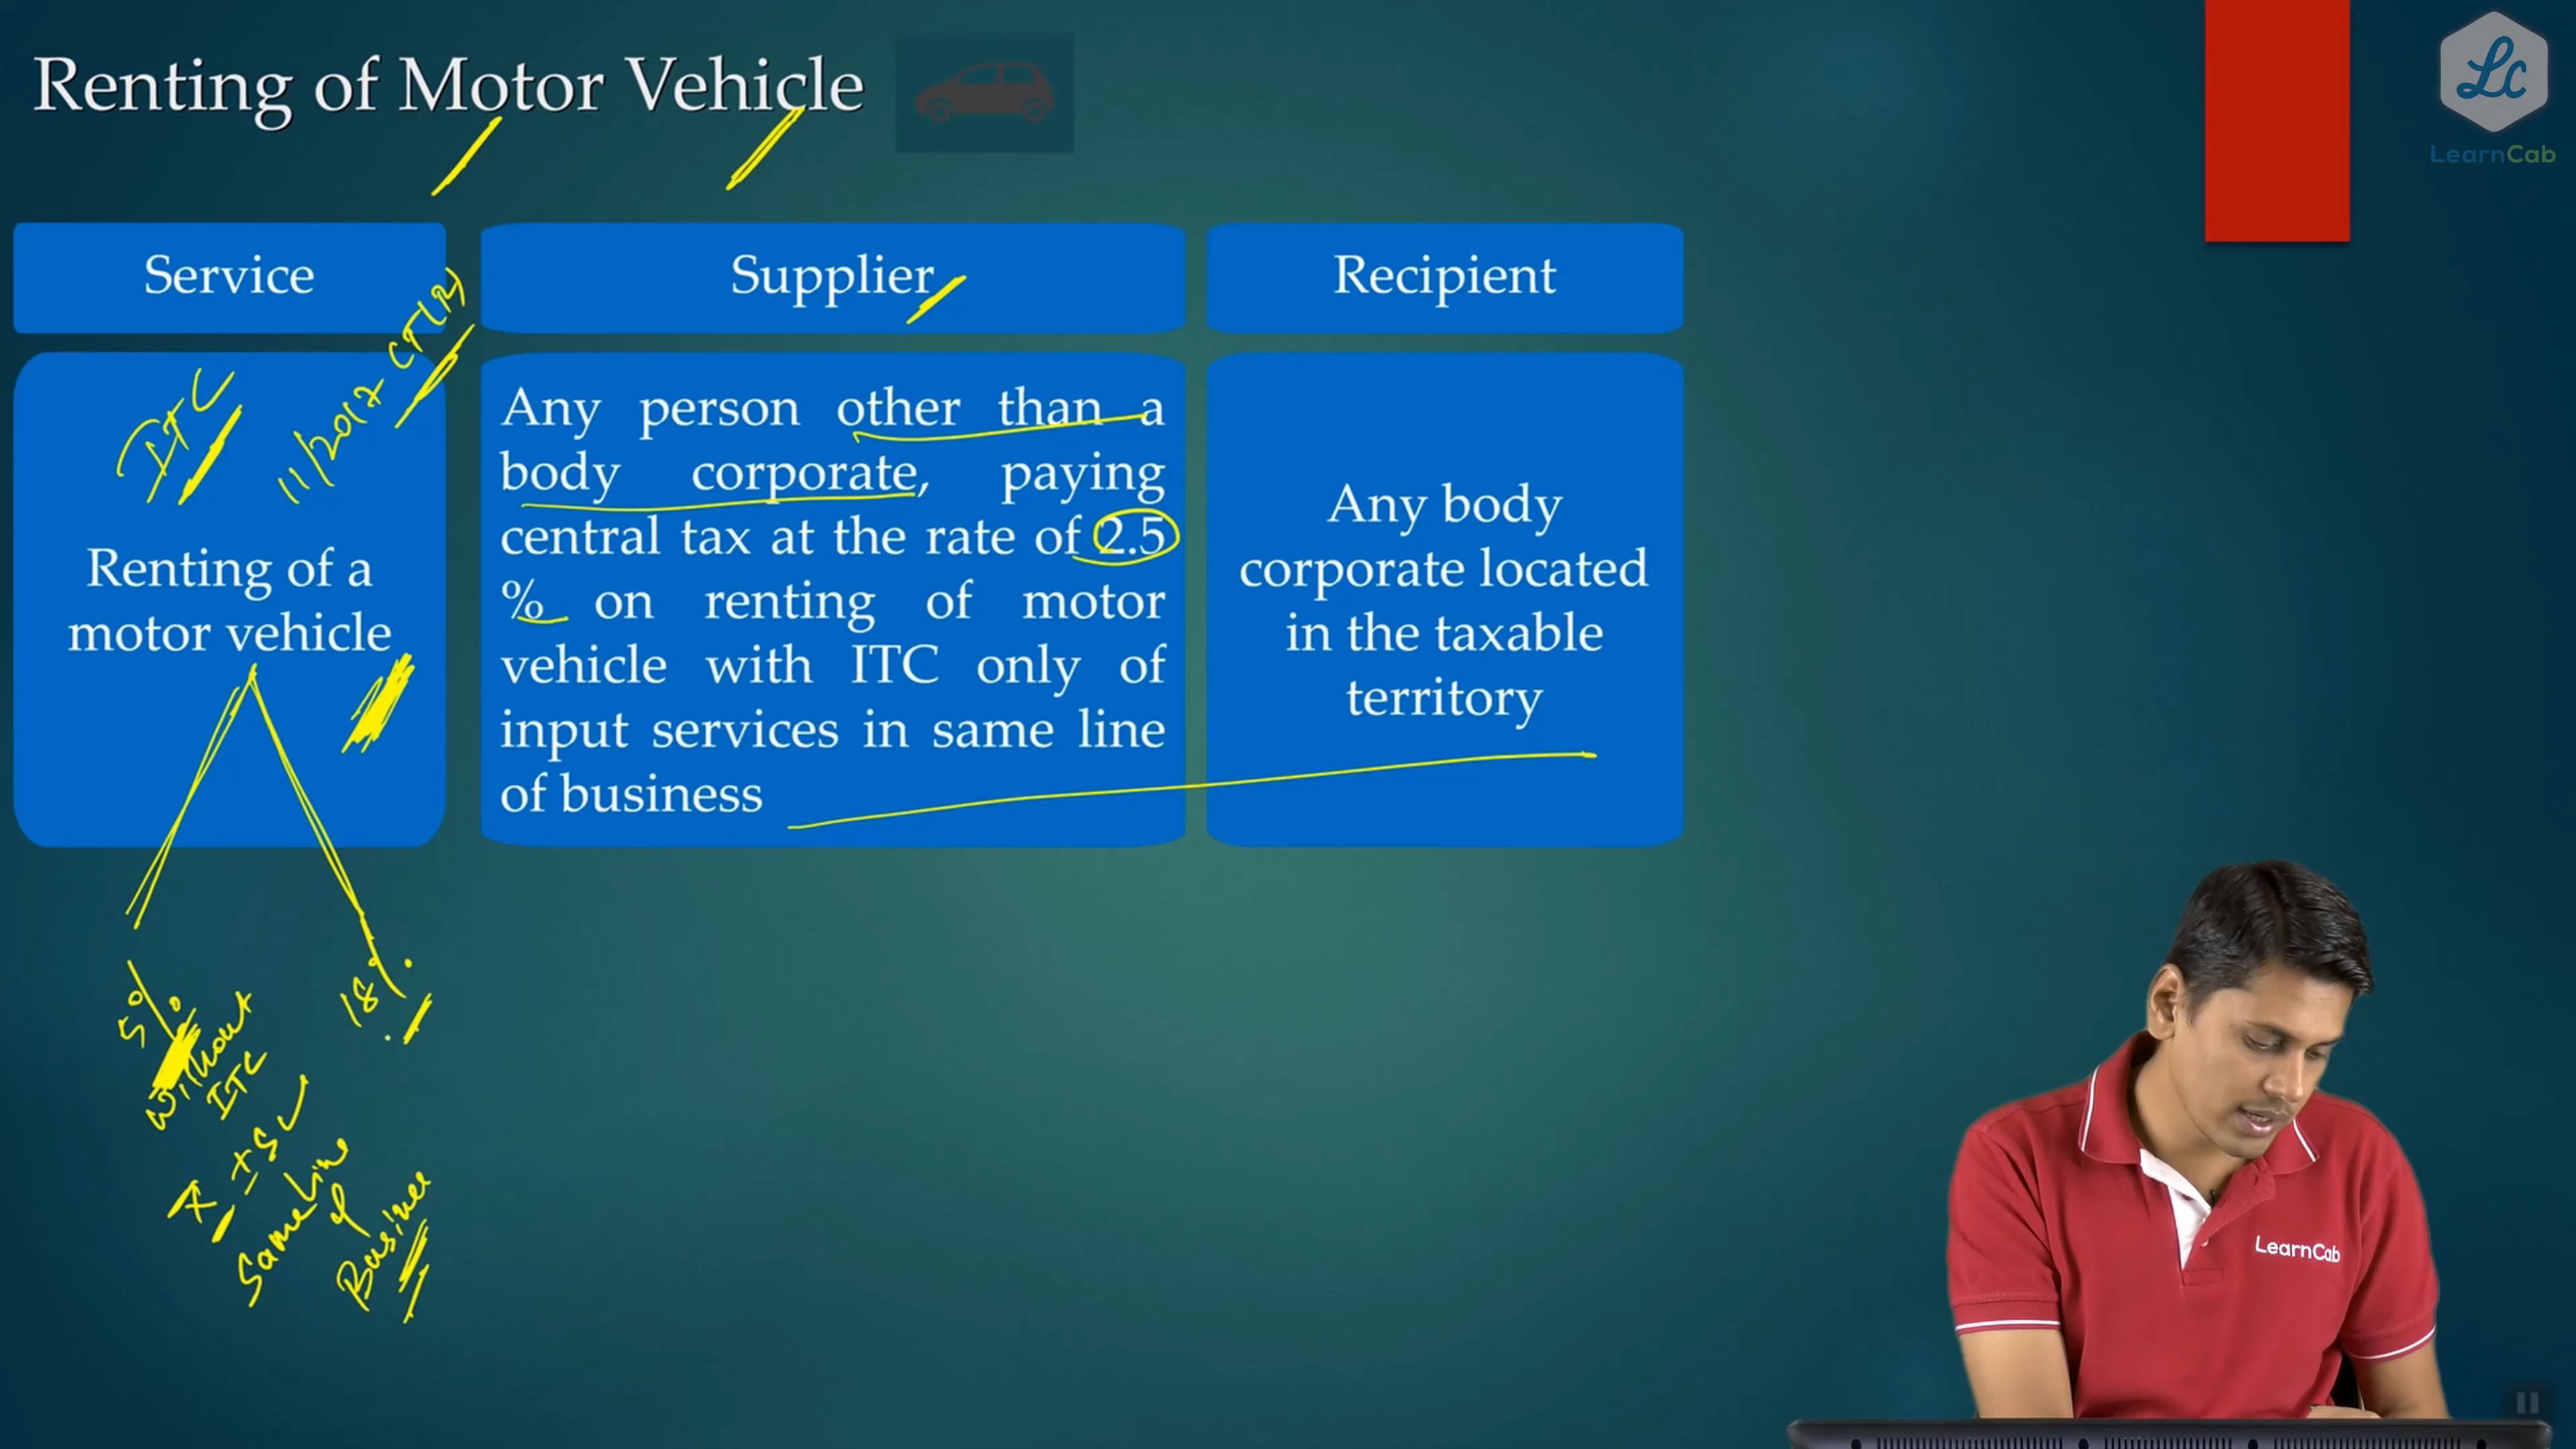 Renting of Motor Vehicle
LearnCab
Service
Supplier
Recipient
ITC
11/2017 CT(R)
Renting of a
motor vehicle
Any person other than a
body corporate, paying
central tax at the rate of 2.5
% on renting of motor
vehicle with ITC only of
input services in same line
of business
Any body
corporate located
in the taxable
territory
5%
without
ITC
18%
Same Line
of
LearnCab